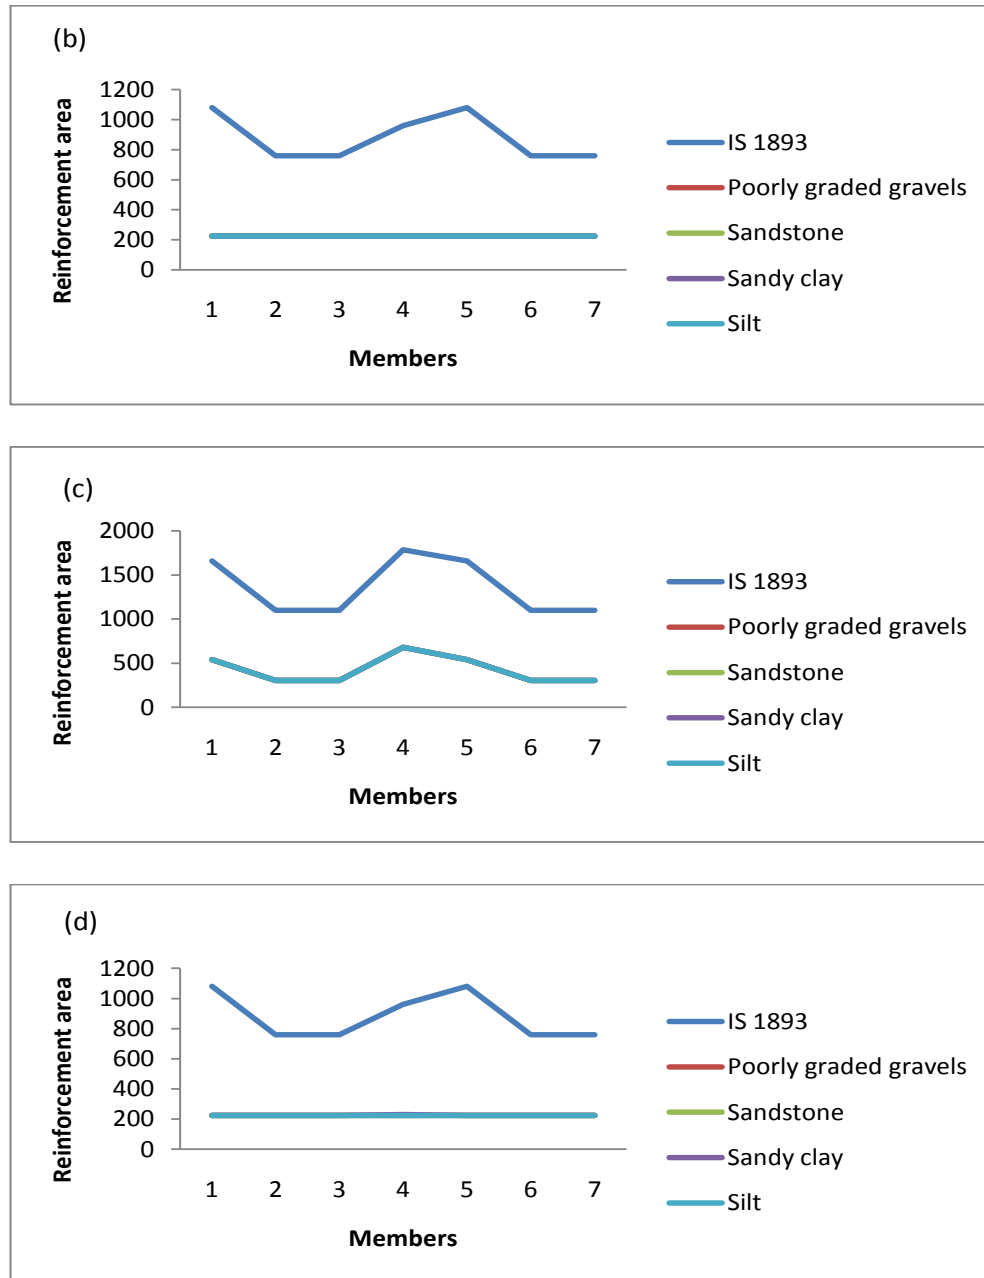 (b)
Reinforcement area
1200
1000
800
600
400
200
0
1 2 3 4 5 6 7
Members
IS 1893
Poorly graded gravels
Sandstone
Sandy clay
Silt
(c)
Reinforcement area
2000
1500
1000
500
0
1 2 3 4 5 6 7
Members
IS 1893
Poorly graded gravels
Sandstone
Sandy clay
Silt
(d)
Reinforcement area
1200
1000
800
600
400
200
0
1 2 3 4 5 6 7
Members
IS 1893
Poorly graded gravels
Sandstone
Sandy clay
Silt